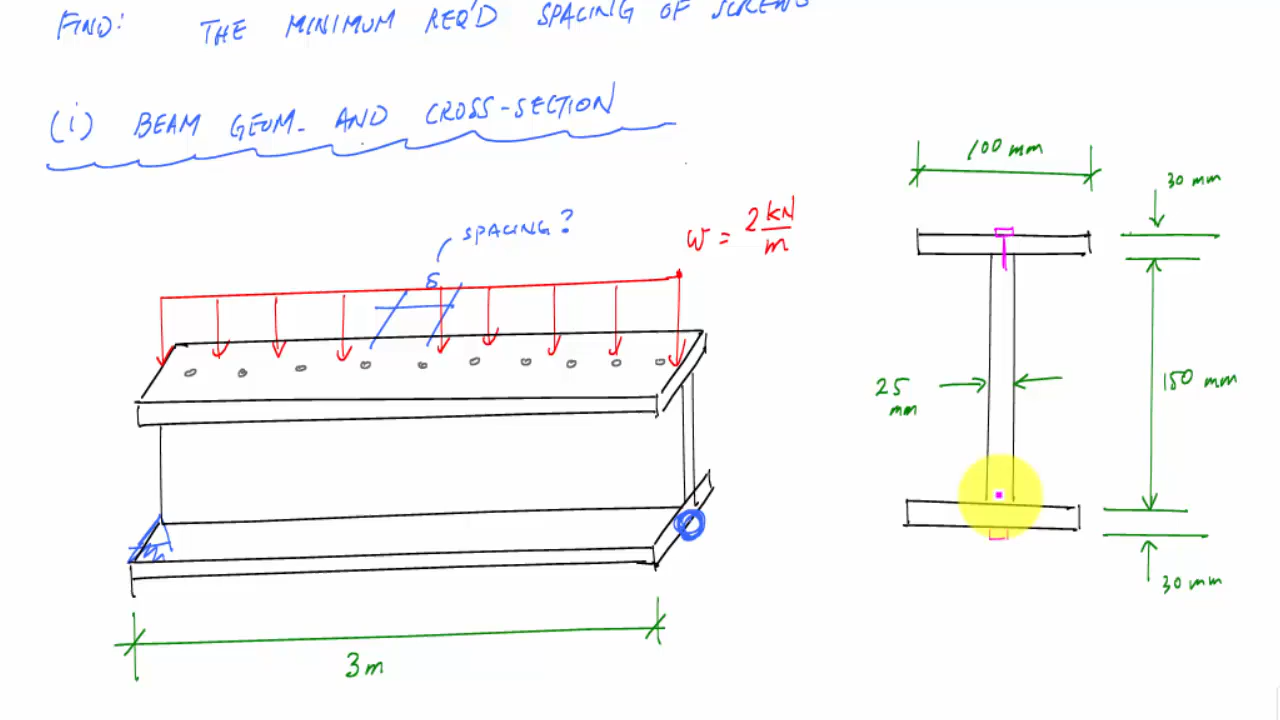 FIND: THE MINIMUM REQ'D SPACING OF SCREWS
(i) BEAM GEOM. AND CROSS-SECTION
100 mm
30 mm
SPACING?
w = 2 kN/m
s
25 mm
150 mm
30 mm
3m